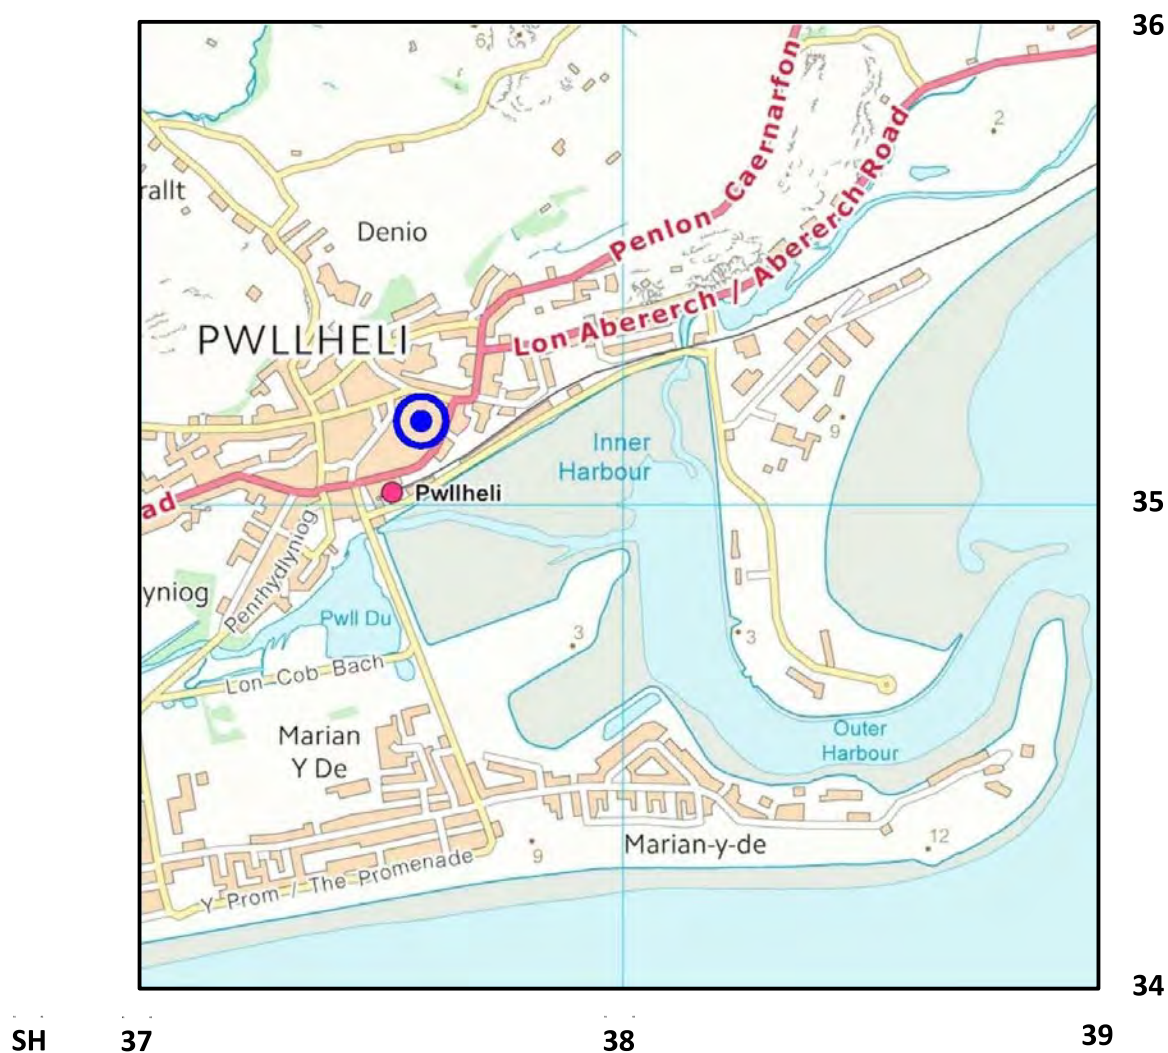 36
6
2
rallt
Denio
Penlon Caernarfon
Lon Abererch / Abererch Road
PWLLHELI
9
Inner
Harbour
Pwllheli
35
ad
Penrhydlyniog
yniog
Pwll Du
3
3
Lon Cob Bach
Marian
Y De
Outer
Harbour
Marian-y-de
12
9
Y Prom / The Promenade
34
SH
37
38
39